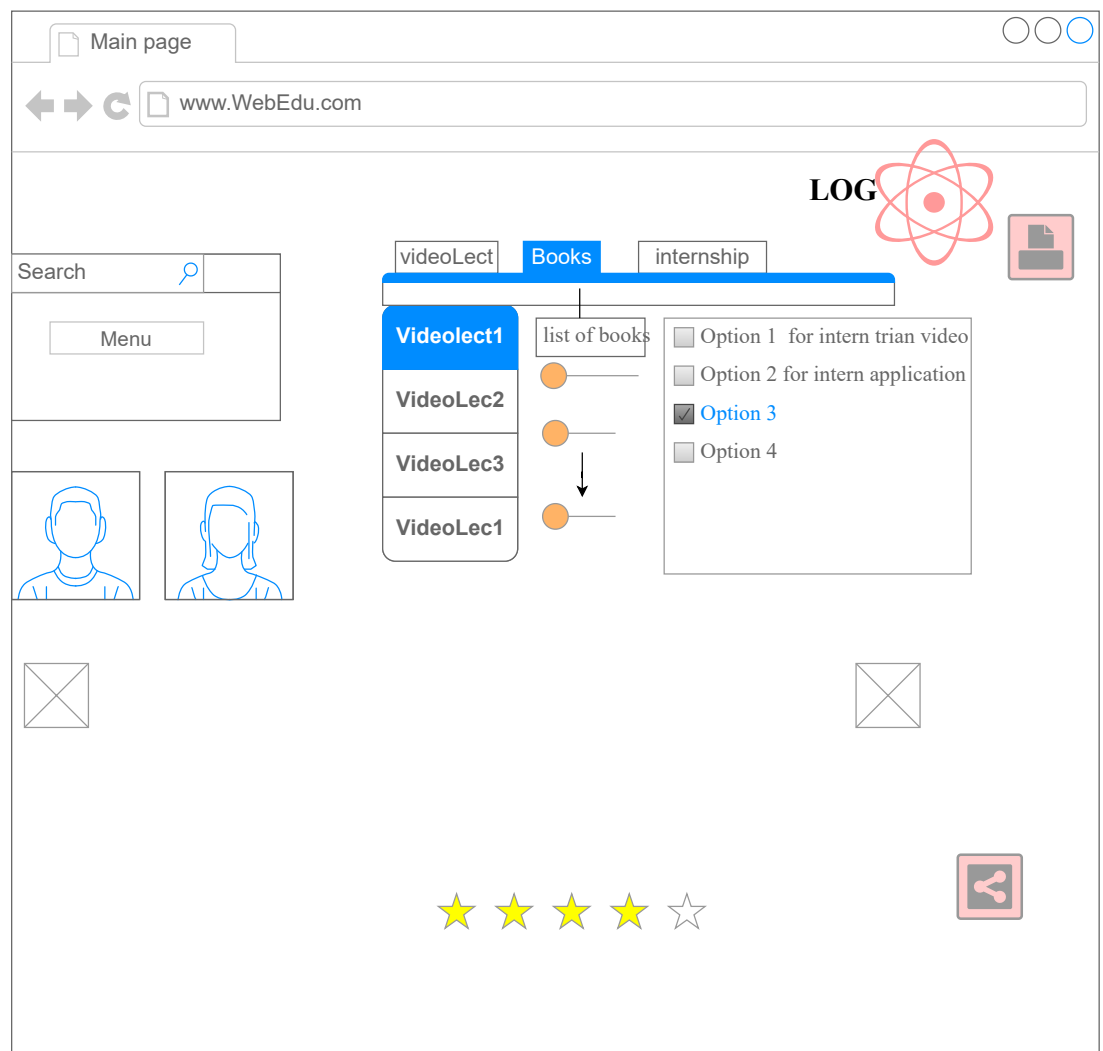 Main page
www.WebEdu.com
LOG
Search
Menu
videoLect
Books
internship
Videolect1
VideoLec2
VideoLec3
VideoLec1
list of books
Option 1  for intern trian video
Option 2 for intern application
Option 3
Option 4